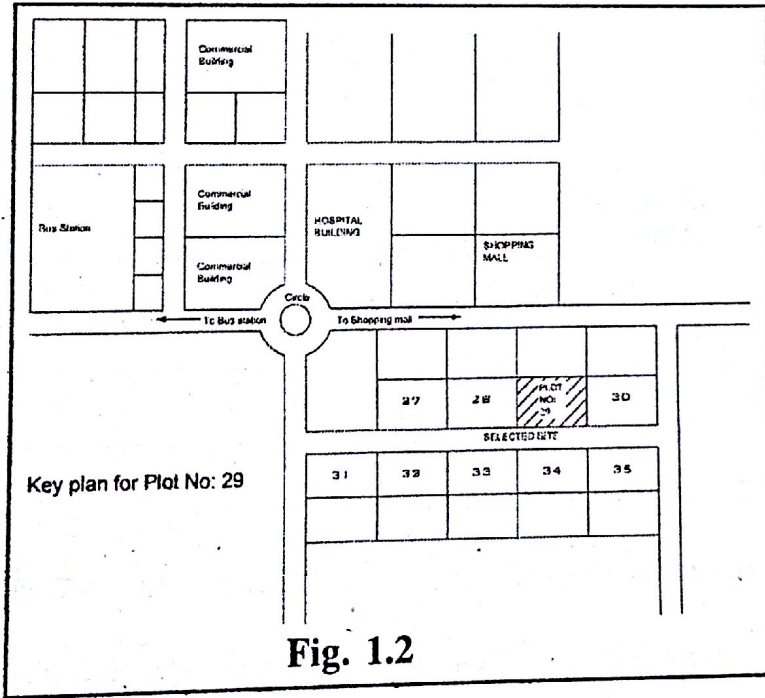 Commercial
Building
Commercial
Building
Bus Station
HOSPITAL
BUILDING
SHOPPING
MALL
Commercial
Building
Circle
To Bus station
To Shopping mall
27
28
PLOT
NO:
29
30
SELECTED SITE
Key plan for Plot No: 29
31
32
33
34
35
Fig. 1.2